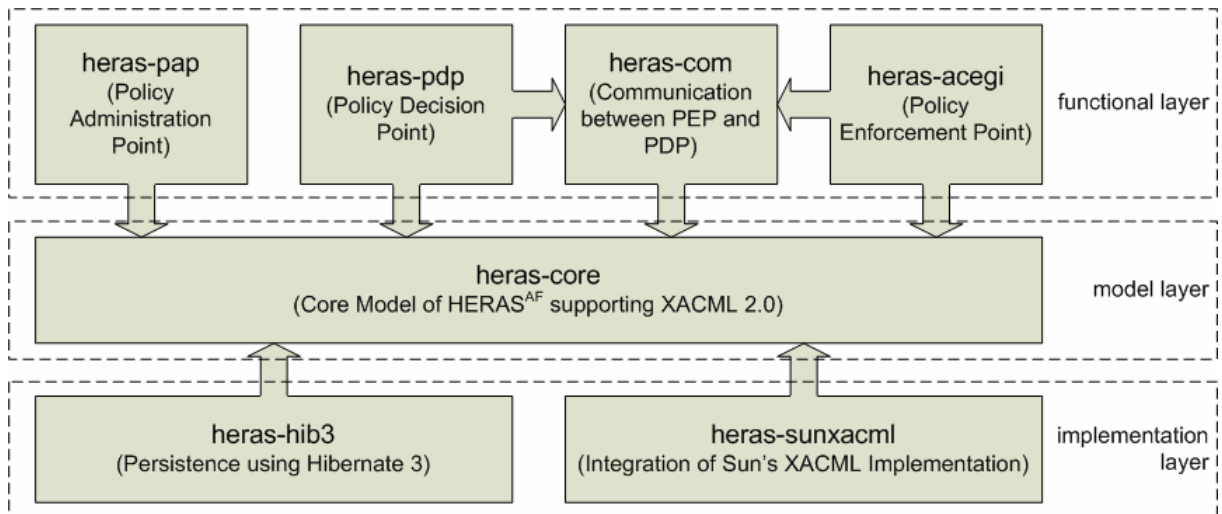 heras-pap
(Policy
Administration
Point)
heras-pdp
(Policy Decision
Point)
heras-com
(Communication
between PEP and
PDP)
heras-acegi
(Policy
Enforcement Point)
functional layer
heras-core
(Core Model of HERAS^AF supporting XACML 2.0)
model layer
heras-hib3
(Persistence using Hibernate 3)
heras-sunxacml
(Integration of Sun's XACML Implementation)
implementation
layer